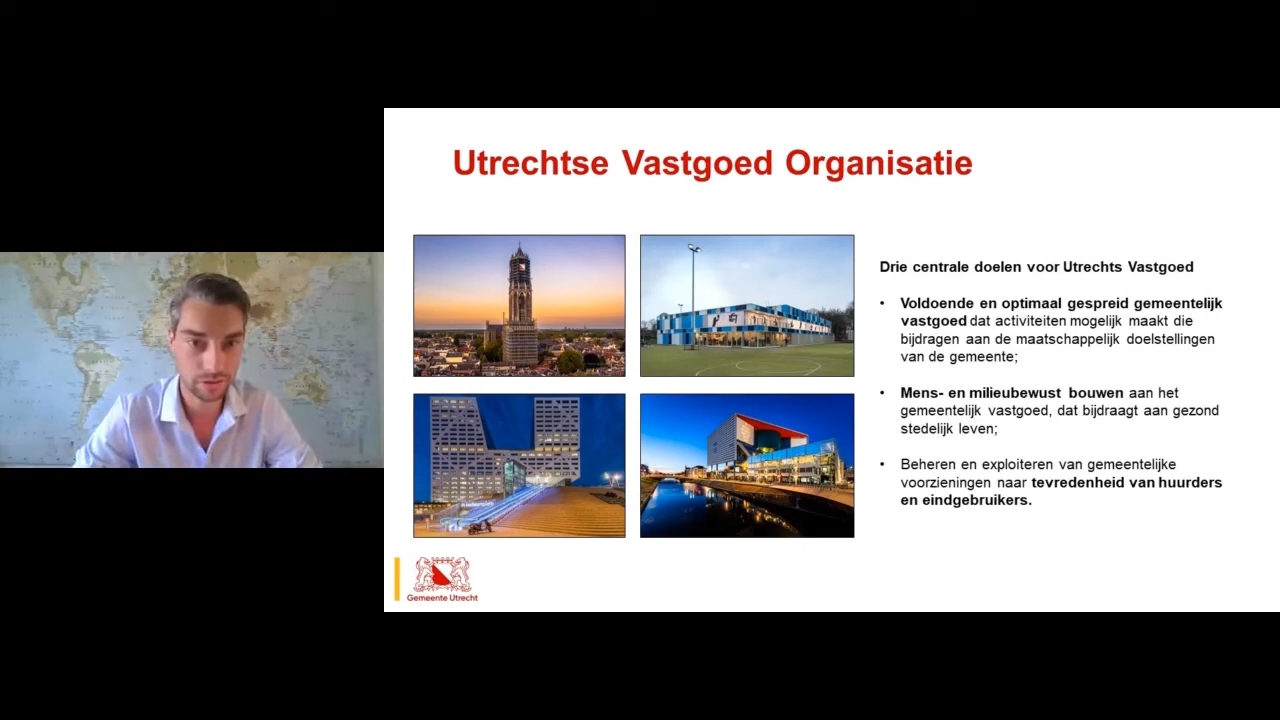 Utrechtse Vastgoed Organisatie
Drie centrale doelen voor Utrechts Vastgoed
• Voldoende en optimaal gespreid gemeentelijk
vastgoed dat activiteiten mogelijk maakt die
bijdragen aan de maatschappelijk doelstellingen
van de gemeente;
• Mens- en milieubewust bouwen aan het
gemeentelijk vastgoed, dat bijdraagt aan gezond
stedelijk leven;
• Beheren en exploiteren van gemeentelijke
voorzieningen naar tevredenheid van huurders
en eindgebruikers.
Gemeente Utrecht